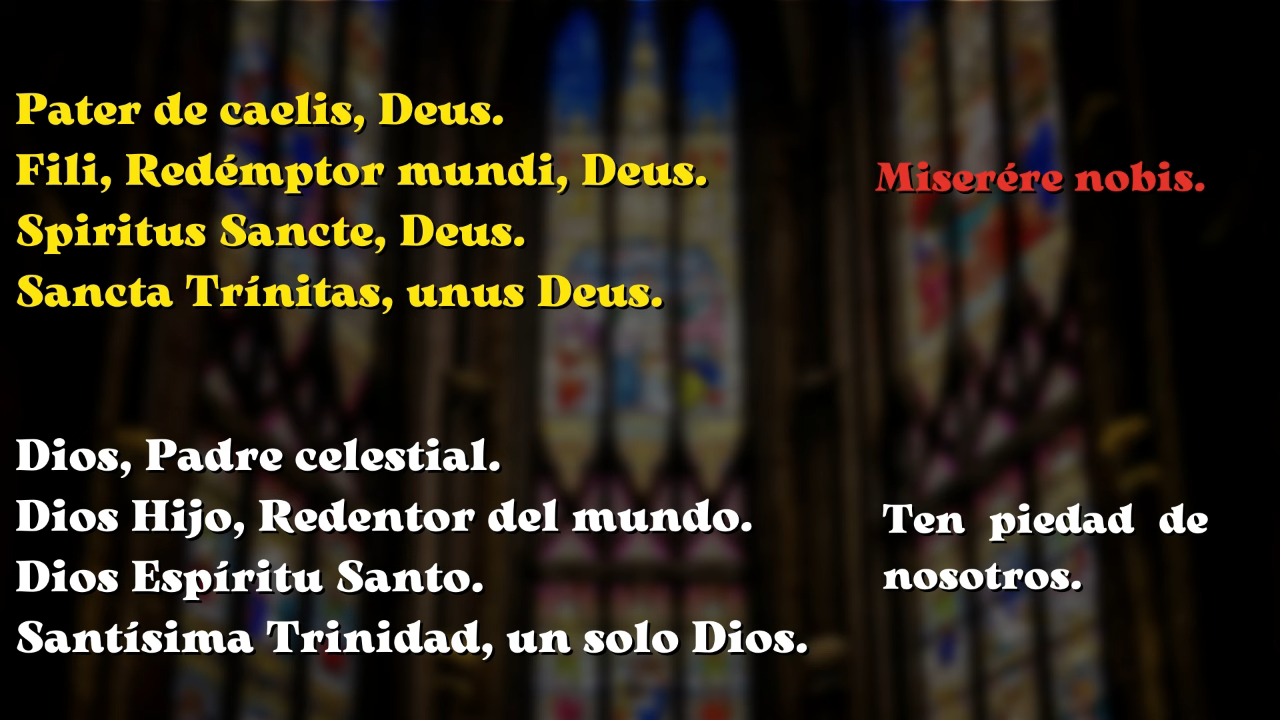 Pater de caelis, Deus.
Fili, Redémptor mundi, Deus.
Spiritus Sancte, Deus.
Sancta Trínitas, unus Deus.
Miserére nobis.
Dios, Padre celestial.
Dios Hijo, Redentor del mundo.
Dios Espíritu Santo.
Santísima Trinidad, un solo Dios.
Ten piedad de
nosotros.